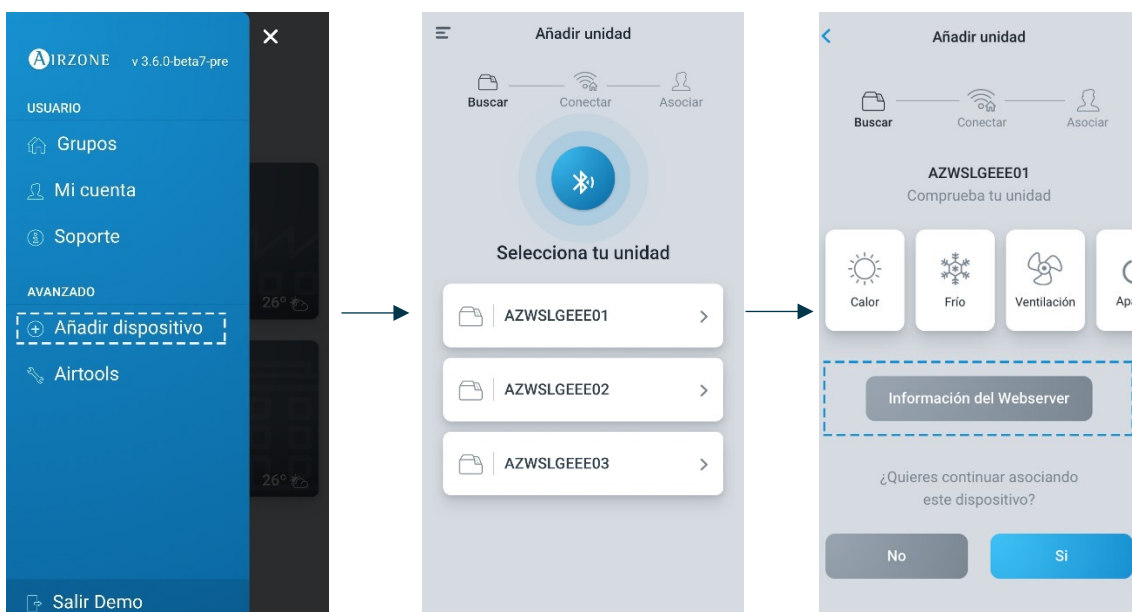 AIRZONE v 3.6.0-beta7-pre
USUARIO
Grupos
Mi cuenta
Soporte
AVANZADO
Añadir dispositivo
Airtools
Salir Demo
26º
26º
Añadir unidad
Buscar Conectar Asociar
Selecciona tu unidad
AZWSLGEEE01
AZWSLGEEE02
AZWSLGEEE03
Añadir unidad
Buscar Conectar Asociar
AZWSLGEEE01
Comprueba tu unidad
Calor Frío Ventilación
Información del Webserver
¿Quieres continuar asociando
este dispositivo?
No Si